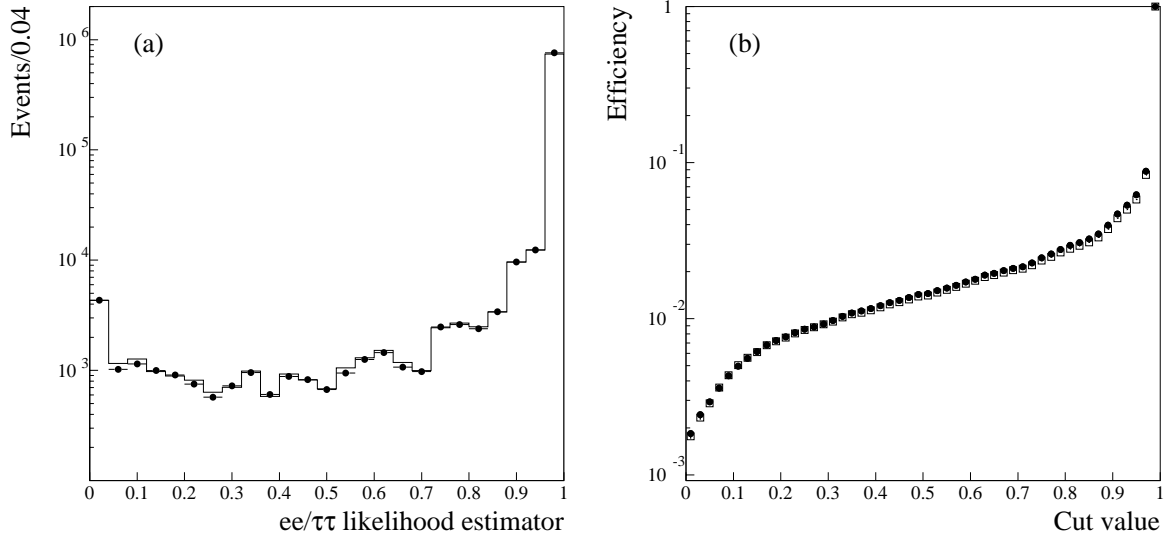 Events/0.04
(a)
10^6
10^5
10^4
10^3
0 0.1 0.2 0.3 0.4 0.5 0.6 0.7 0.8 0.9 1
ee/ττ likelihood estimator
Efficiency
(b)
1
10^-1
10^-2
10^-3
0 0.1 0.2 0.3 0.4 0.5 0.6 0.7 0.8 0.9 1
Cut value